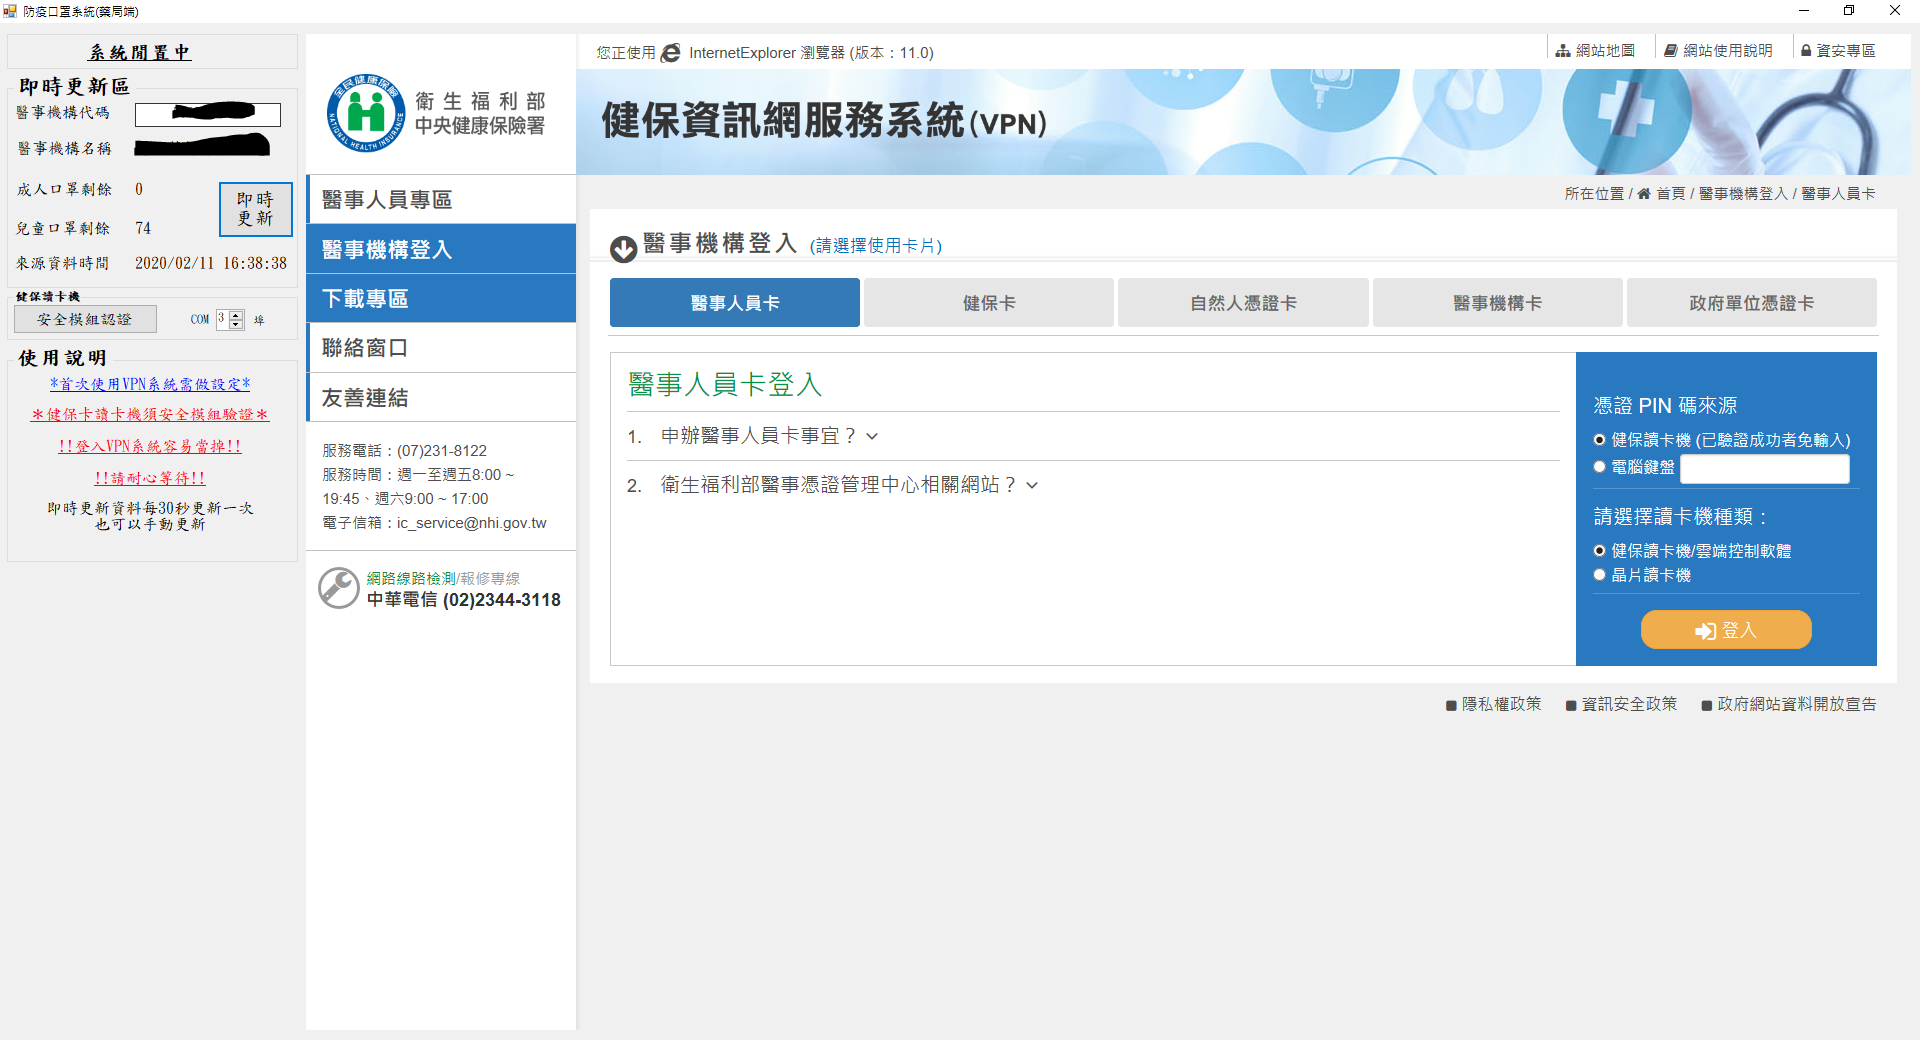 防疫口罩系統(藥局端)
系統閒置中
即時更新區
醫事機構代碼
醫事機構名稱
成人口罩剩餘 0
兒童口罩剩餘 74
即時
更新
來源資料時間 2020/02/11 16:38:38
健保讀卡機
安全模組認證 COM 3 埠
使用說明
*首次使用VPN系統需做設定*
*健保卡讀卡機須安全模組驗證*
!!登入VPN系統容易當掉!!
!!請耐心等待!!
即時更新資料每30秒更新一次
也可以手動更新
全民健康保險
NATIONAL HEALTH INSURANCE
衛生福利部
中央健康保險署
醫事人員專區
醫事機構登入
下載專區
聯絡窗口
友善連結
服務電話：(07)231-8122
服務時間：週一至週五8:00 ~
19:45、週六9:00 ~ 17:00
電子信箱：ic_service@nhi.gov.tw
網路線路檢測/報修專線
中華電信 (02)2344-3118
您正使用 InternetExplorer 瀏覽器 (版本：11.0)
網站地圖
網站使用說明
資安專區
健保資訊網服務系統(VPN)
所在位置 / 首頁 / 醫事機構登入 / 醫事人員卡
醫事機構登入 (請選擇使用卡片)
醫事人員卡
健保卡
自然人憑證卡
醫事機構卡
政府單位憑證卡
醫事人員卡登入
1. 申辦醫事人員卡事宜？
2. 衛生福利部醫事憑證管理中心相關網站？
憑證 PIN 碼來源
健保讀卡機 (已驗證成功者免輸入)
電腦鍵盤
請選擇讀卡機種類：
健保讀卡機/雲端控制軟體
晶片讀卡機
登入
隱私權政策
資訊安全政策
政府網站資料開放宣告